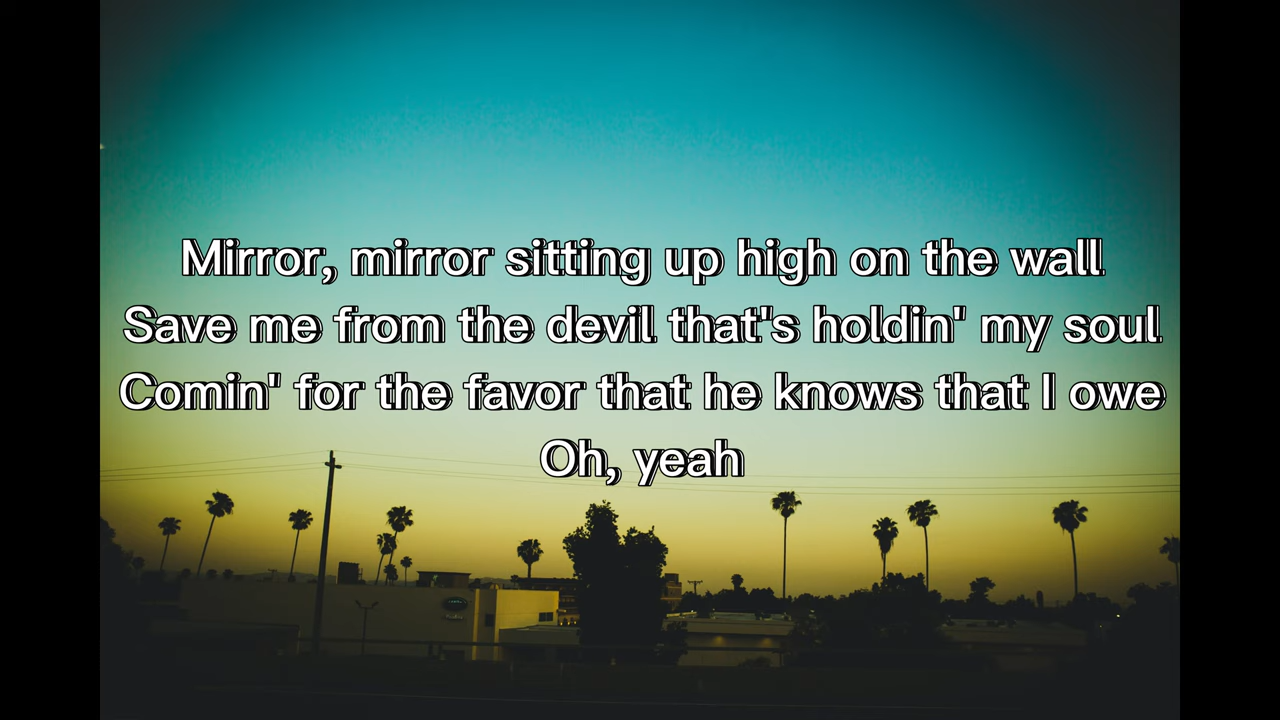 Mirror, mirror sitting up high on the wall
Save me from the devil that's holdin' my soul
Comin' for the favor that he knows that I owe
Oh, yeah